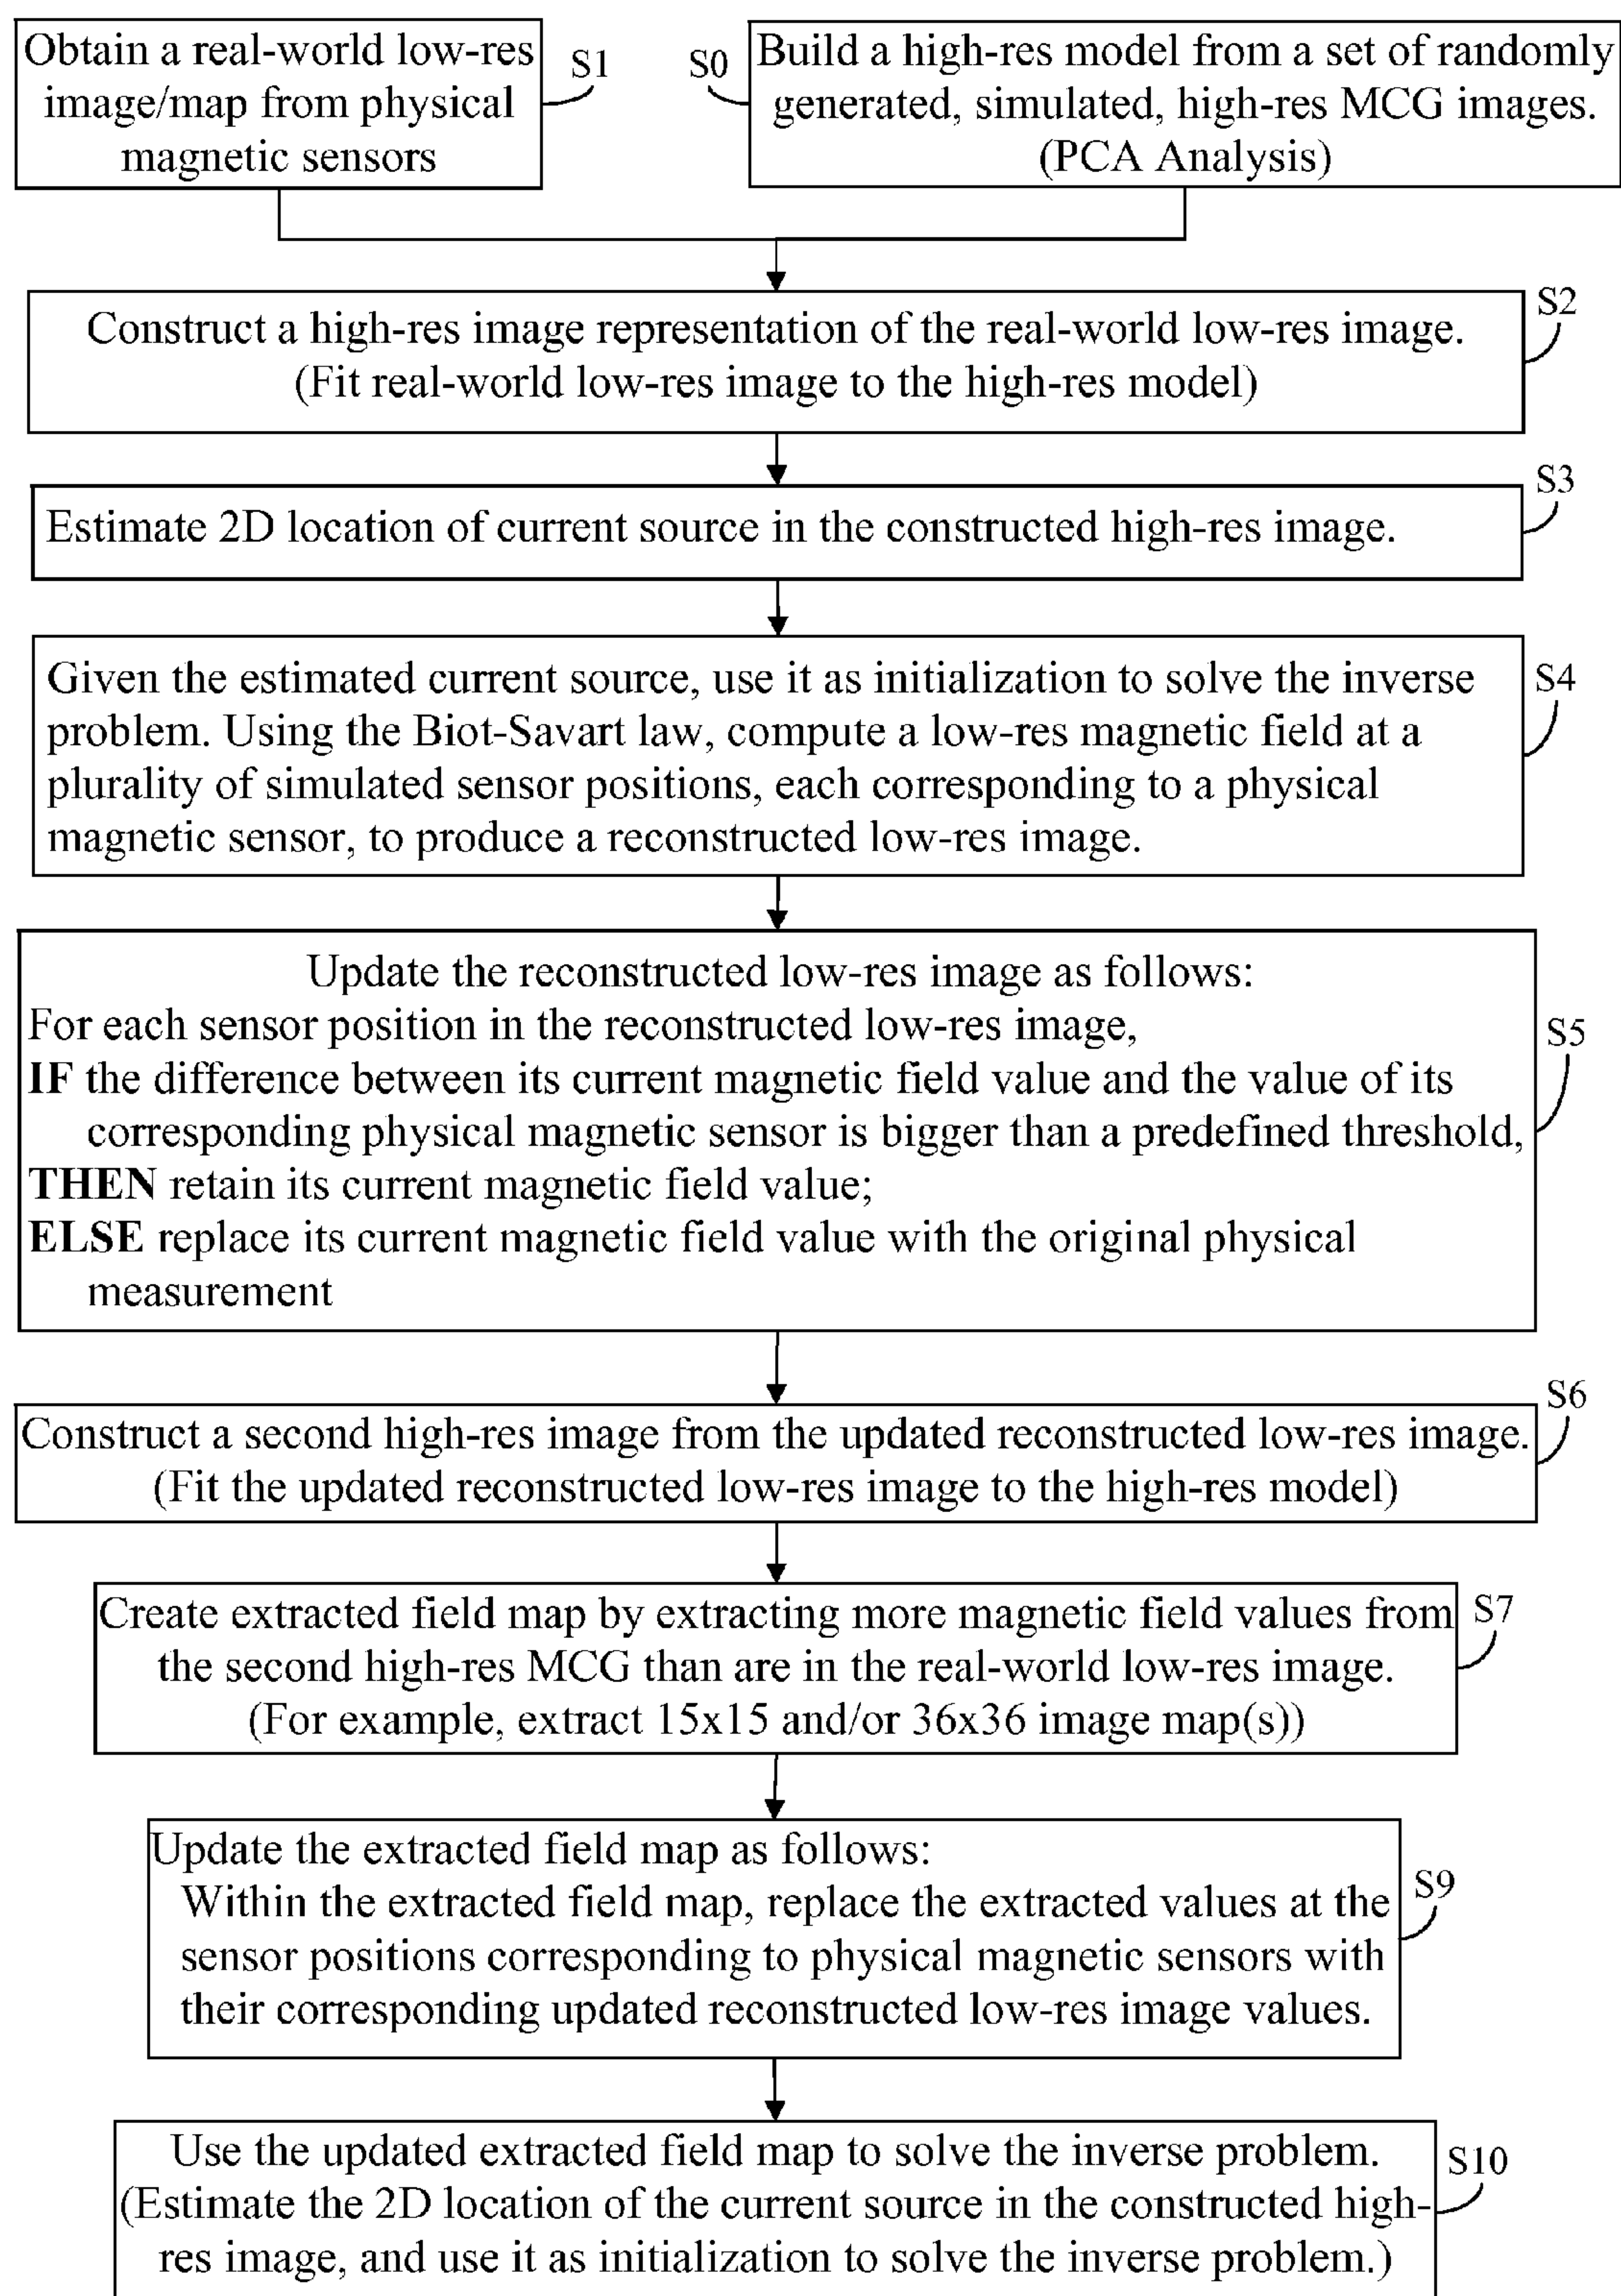 Obtain a real-world low-res
image/map from physical
magnetic sensors
S1
S0
Build a high-res model from a set of randomly
generated, simulated, high-res MCG images.
(PCA Analysis)
Construct a high-res image representation of the real-world low-res image.
(Fit real-world low-res image to the high-res model)
S2
Estimate 2D location of current source in the constructed high-res image.
S3
Given the estimated current source, use it as initialization to solve the inverse
problem. Using the Biot-Savart law, compute a low-res magnetic field at a
plurality of simulated sensor positions, each corresponding to a physical
magnetic sensor, to produce a reconstructed low-res image.
S4
Update the reconstructed low-res image as follows:
For each sensor position in the reconstructed low-res image,
IF the difference between its current magnetic field value and the value of its
corresponding physical magnetic sensor is bigger than a predefined threshold,
THEN retain its current magnetic field value;
ELSE replace its current magnetic field value with the original physical
measurement
S5
Construct a second high-res image from the updated reconstructed low-res image.
(Fit the updated reconstructed low-res image to the high-res model)
S6
Create extracted field map by extracting more magnetic field values from
the second high-res MCG than are in the real-world low-res image.
(For example, extract 15x15 and/or 36x36 image map(s))
S7
Update the extracted field map as follows:
Within the extracted field map, replace the extracted values at the
sensor positions corresponding to physical magnetic sensors with
their corresponding updated reconstructed low-res image values.
S9
Use the updated extracted field map to solve the inverse problem.
(Estimate the 2D location of the current source in the constructed high-
res image, and use it as initialization to solve the inverse problem.)
S10